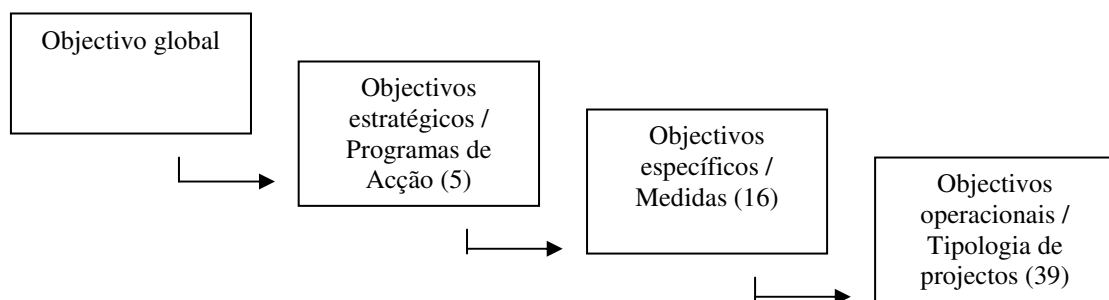 Objectivo global
Objectivos
estratégicos /
Programas de
Acção (5)
Objectivos
específicos /
Medidas (16)
Objectivos
operacionais /
Tipologia de
projectos (39)